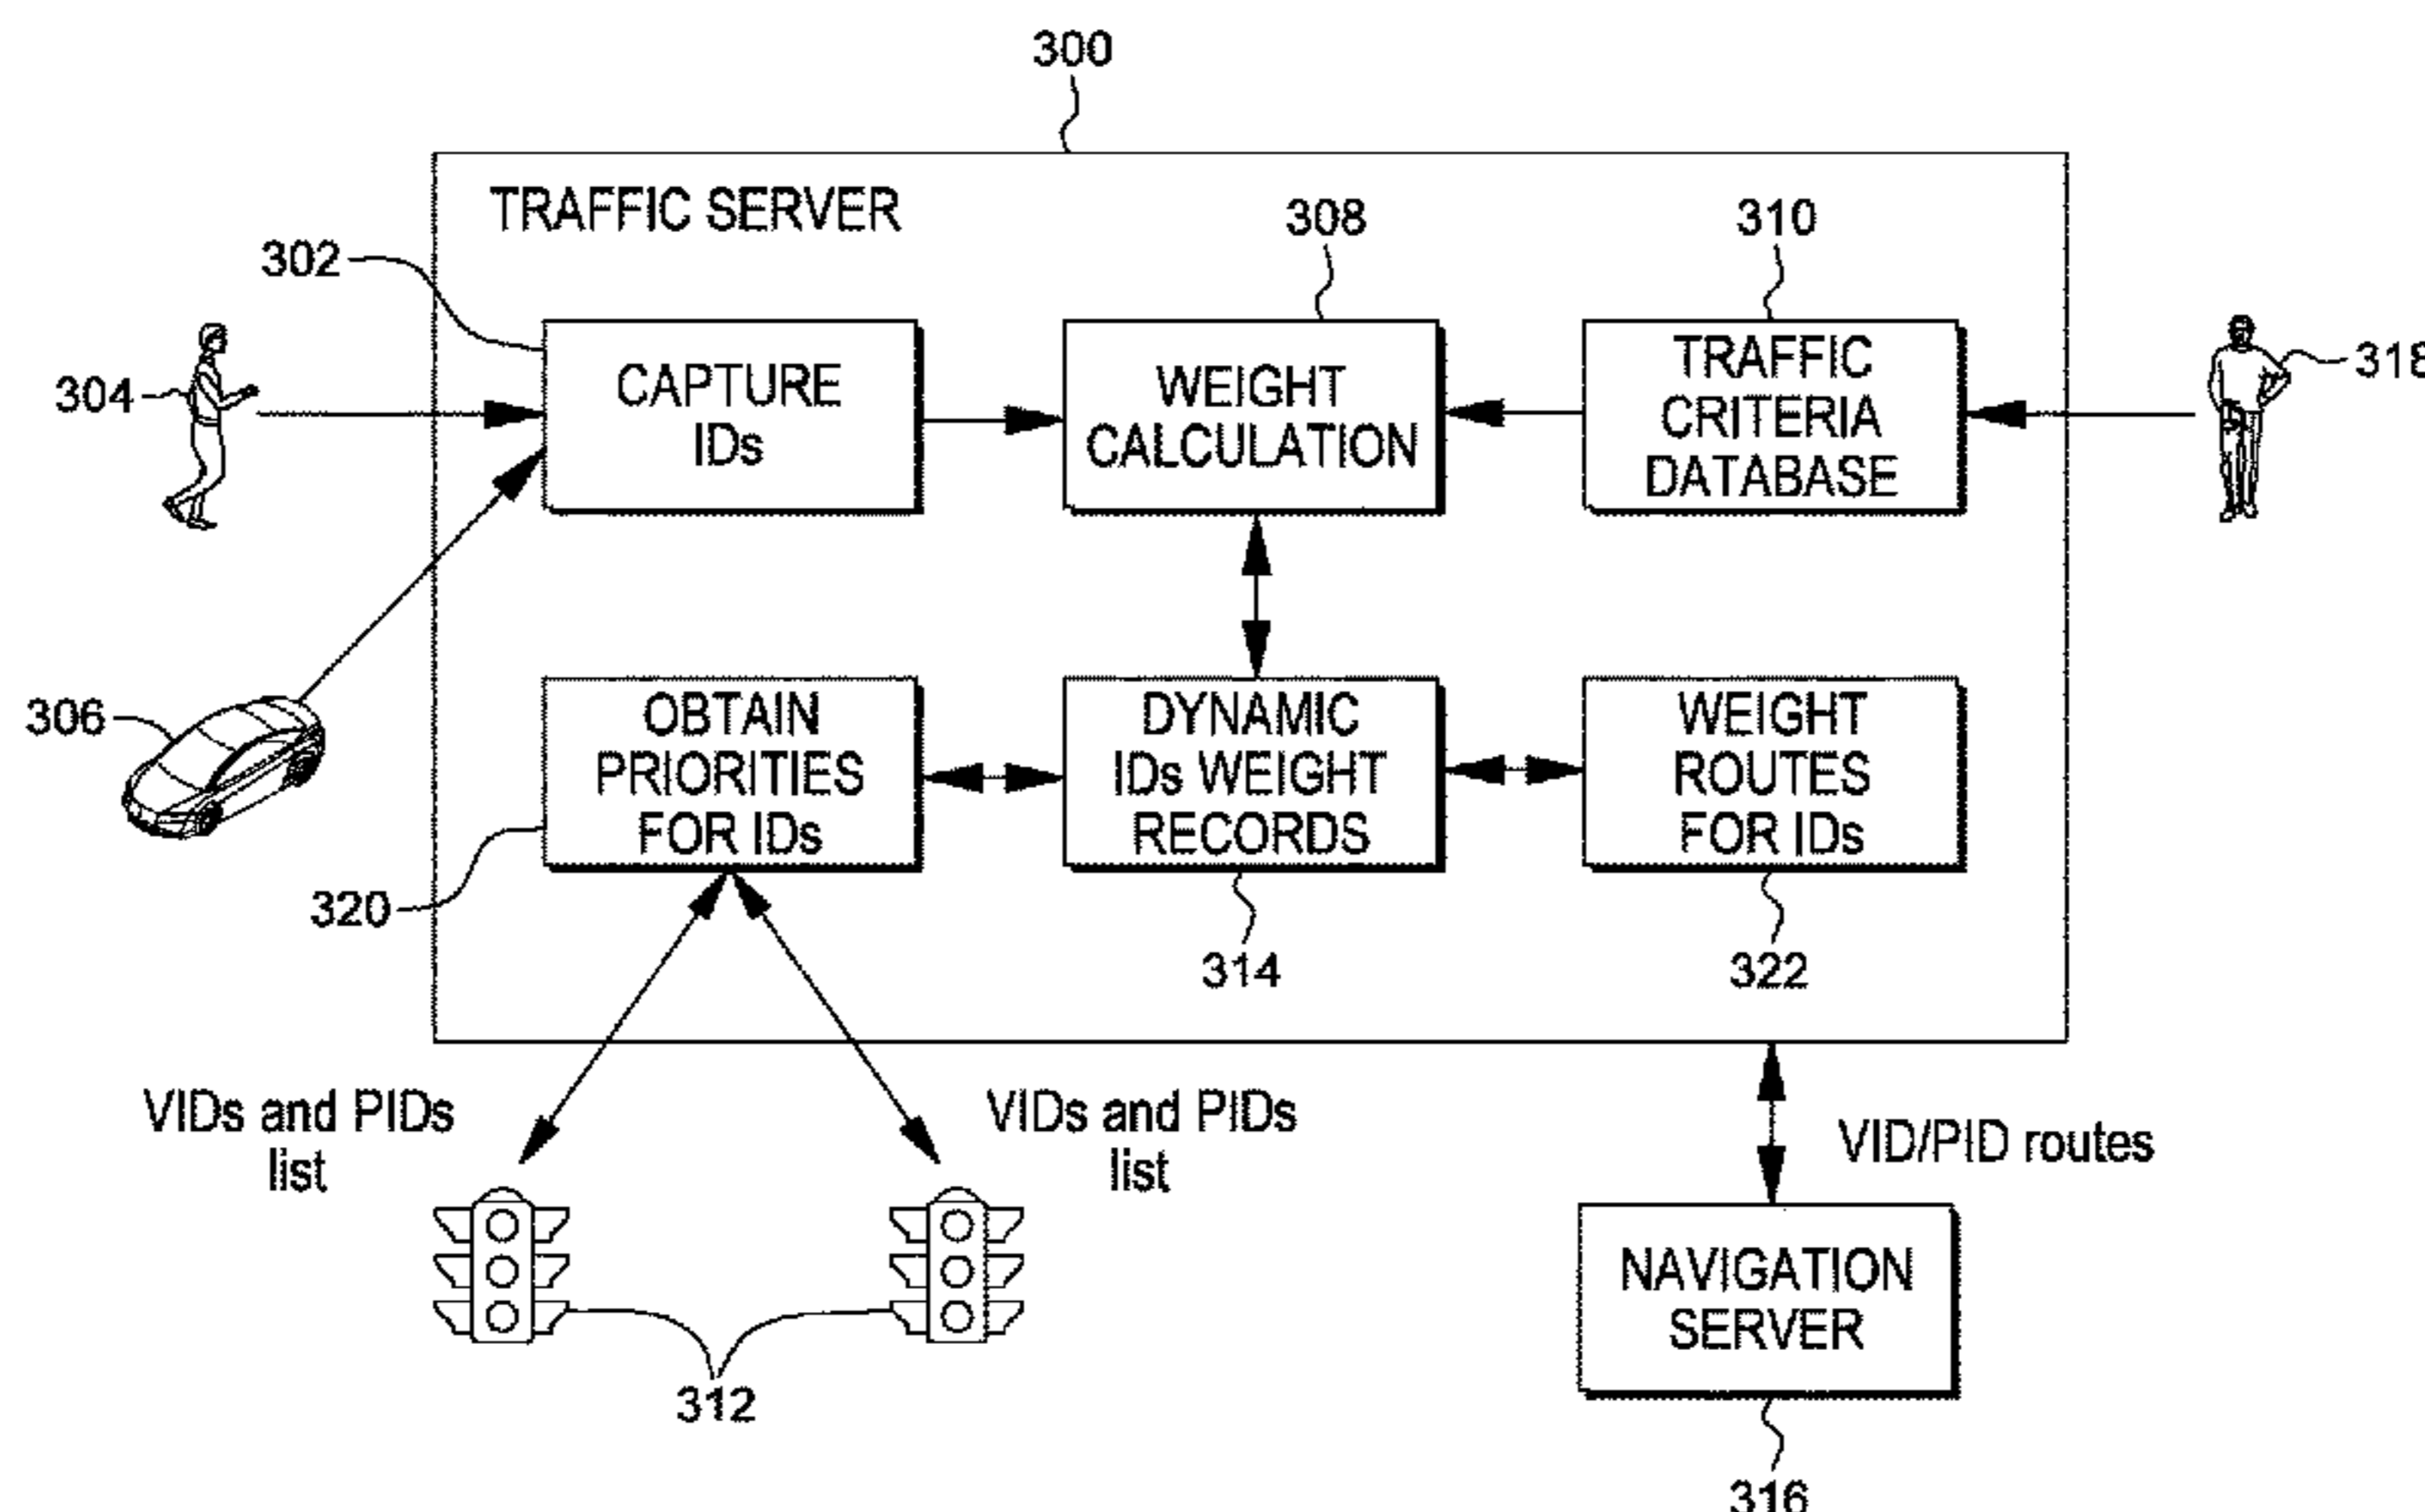 300
TRAFFIC SERVER
302
308
310
304
CAPTURE
IDs
WEIGHT
CALCULATION
TRAFFIC
CRITERIA
DATABASE
318
306
OBTAIN
PRIORITIES
FOR IDs
DYNAMIC
IDs WEIGHT
RECORDS
WEIGHT
ROUTES
FOR IDs
320
314
322
VIDs and PIDs
list
VIDs and PIDs
list
VID/PID routes
NAVIGATION
SERVER
312
316